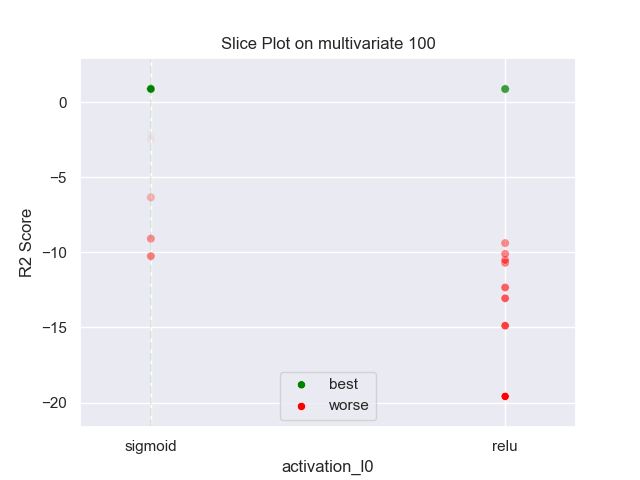 Slice Plot on multivariate 100
R2 Score
0
−5
−10
−15
−20
best
worse
sigmoid
relu
activation_l0